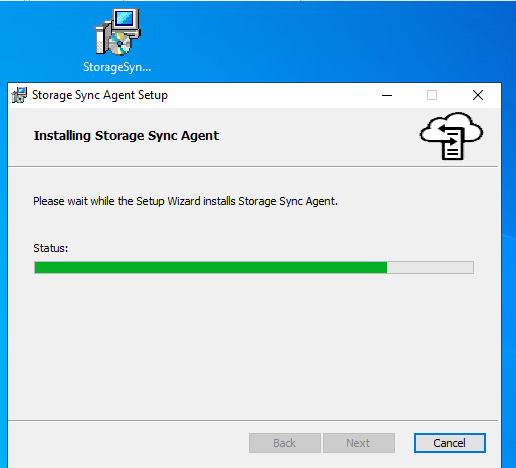 StorageSyn...
Storage Sync Agent Setup
Installing Storage Sync Agent
Please wait while the Setup Wizard installs Storage Sync Agent.
Status:
Back
Next
Cancel